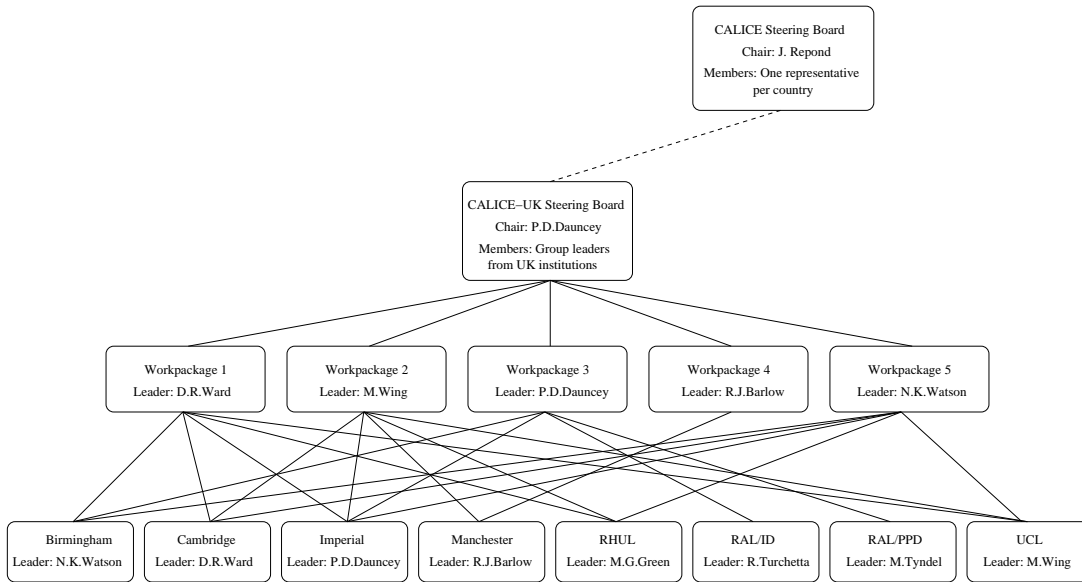 CALICE Steering Board
Chair: J. Repond
Members: One representative
per country
CALICE–UK Steering Board
Chair: P.D.Dauncey
Members: Group leaders
from UK institutions
Workpackage 1
Leader: D.R.Ward
Workpackage 2
Leader: M.Wing
Workpackage 3
Leader: P.D.Dauncey
Workpackage 4
Leader: R.J.Barlow
Workpackage 5
Leader: N.K.Watson
Birmingham
Leader: N.K.Watson
Cambridge
Leader: D.R.Ward
Imperial
Leader: P.D.Dauncey
Manchester
Leader: R.J.Barlow
RHUL
Leader: M.G.Green
RAL/ID
Leader: R.Turchetta
RAL/PPD
Leader: M.Tyndel
UCL
Leader: M.Wing